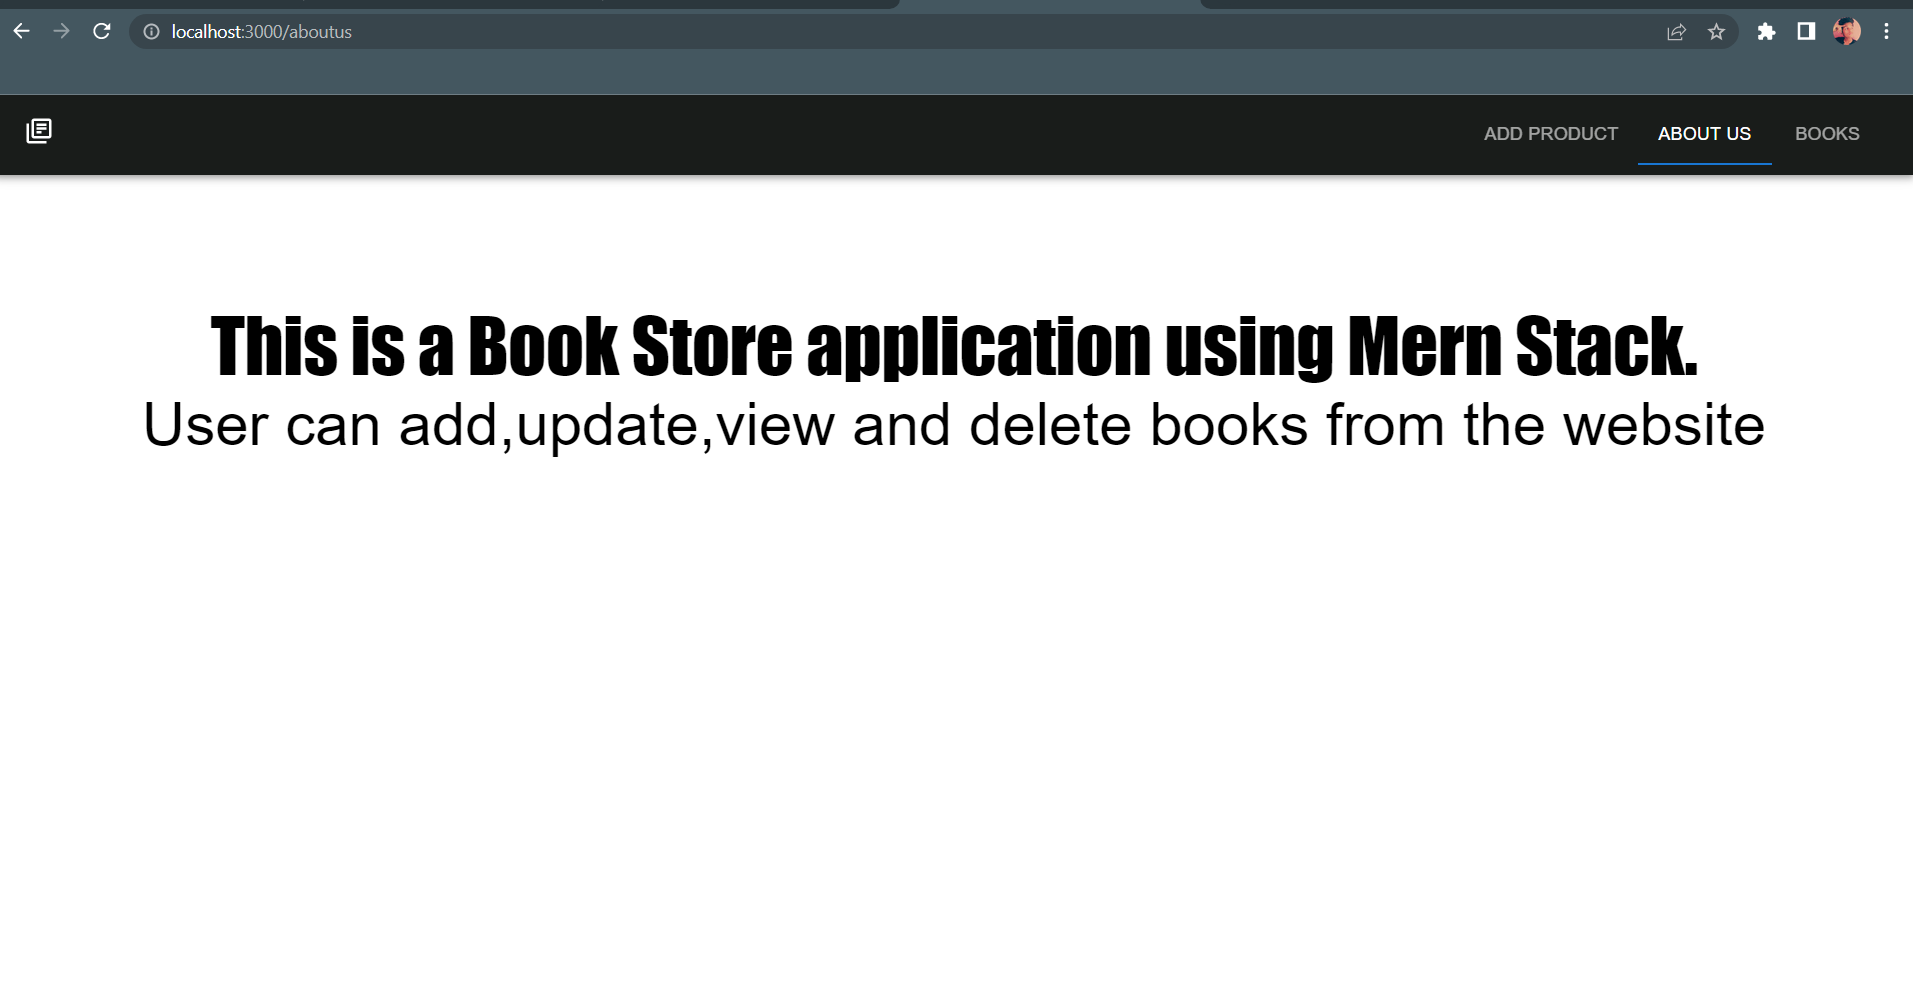 localhost:3000/aboutus
ADD PRODUCT ABOUT US BOOKS
This is a Book Store application using Mern Stack.
User can add,update,view and delete books from the website